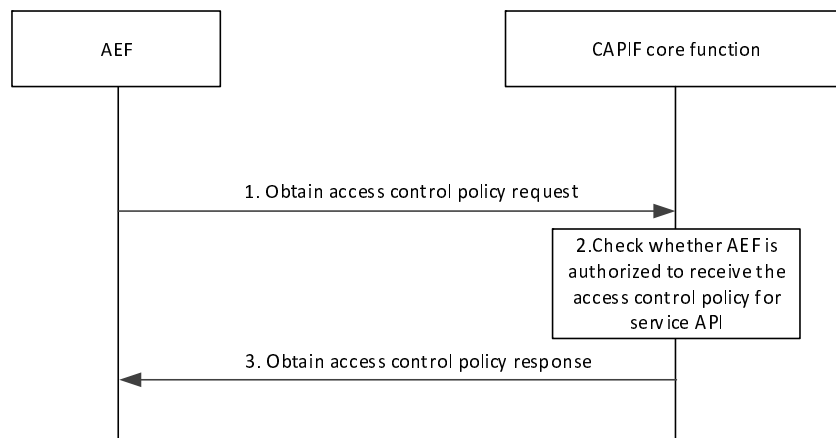 AEF
CAPIF core function
1. Obtain access control policy request
2.Check whether AEF is
authorized to receive the
access control policy for
service API
3. Obtain access control policy response